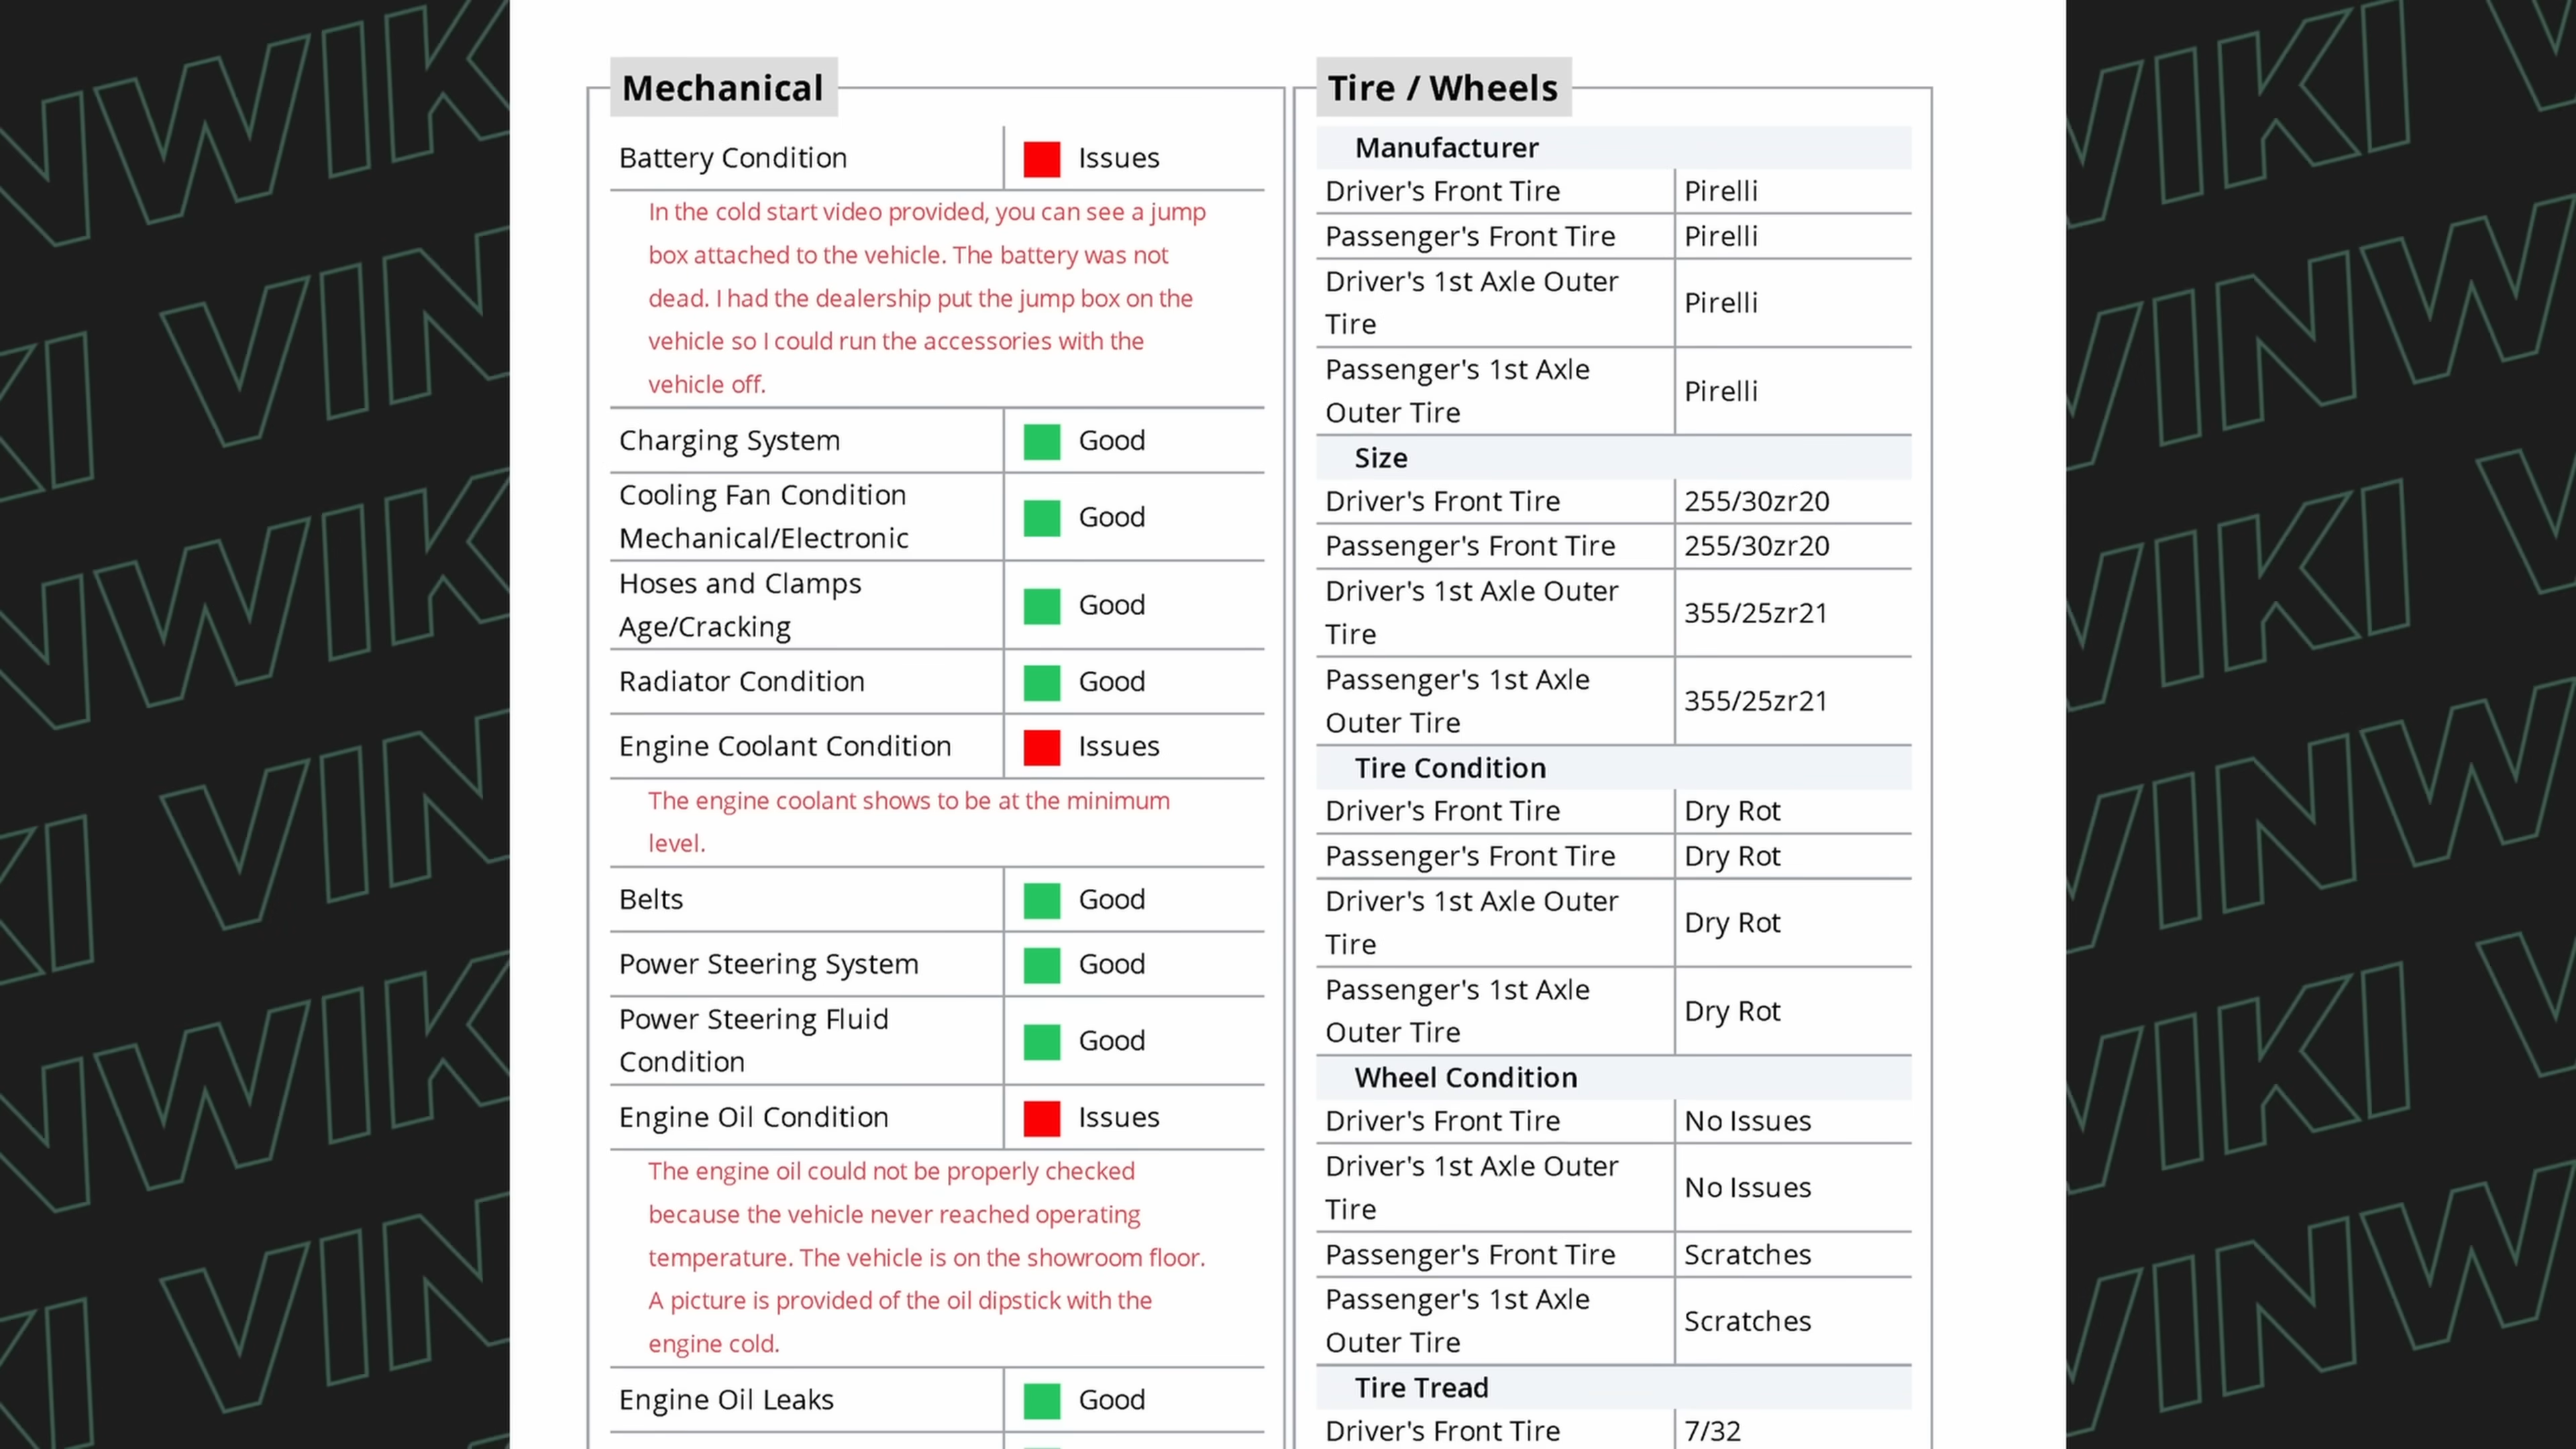 Mechanical
Battery Condition
Issues
In the cold start video provided, you can see a jump
box attached to the vehicle. The battery was not
dead. I had the dealership put the jump box on the
vehicle so I could run the accessories with the
vehicle off.
Charging System
Good
Cooling Fan Condition
Mechanical/Electronic
Good
Hoses and Clamps
Age/Cracking
Good
Radiator Condition
Good
Engine Coolant Condition
Issues
The engine coolant shows to be at the minimum
level.
Belts
Good
Power Steering System
Good
Power Steering Fluid
Condition
Good
Engine Oil Condition
Issues
The engine oil could not be properly checked
because the vehicle never reached operating
temperature. The vehicle is on the showroom floor.
A picture is provided of the oil dipstick with the
engine cold.
Engine Oil Leaks
Good
Tire / Wheels
Manufacturer
Driver's Front Tire
Pirelli
Passenger's Front Tire
Pirelli
Driver's 1st Axle Outer
Tire
Pirelli
Passenger's 1st Axle
Outer Tire
Pirelli
Size
Driver's Front Tire
255/30zr20
Passenger's Front Tire
255/30zr20
Driver's 1st Axle Outer
Tire
355/25zr21
Passenger's 1st Axle
Outer Tire
355/25zr21
Tire Condition
Driver's Front Tire
Dry Rot
Passenger's Front Tire
Dry Rot
Driver's 1st Axle Outer
Tire
Dry Rot
Passenger's 1st Axle
Outer Tire
Dry Rot
Wheel Condition
Driver's Front Tire
No Issues
Driver's 1st Axle Outer
Tire
No Issues
Passenger's Front Tire
Scratches
Passenger's 1st Axle
Outer Tire
Scratches
Tire Tread
Driver's Front Tire
7/32